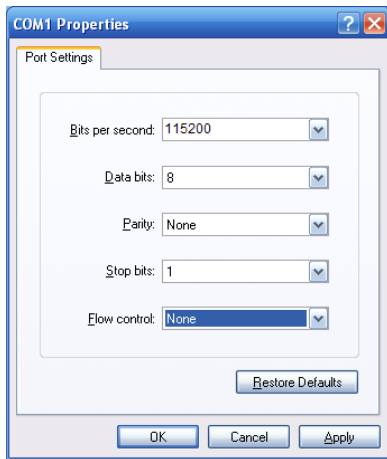 COM1 Properties
Port Settings
Bits per second: 115200
Data bits: 8
Parity: None
Stop bits: 1
Flow control: None
Restore Defaults
OK Cancel Apply